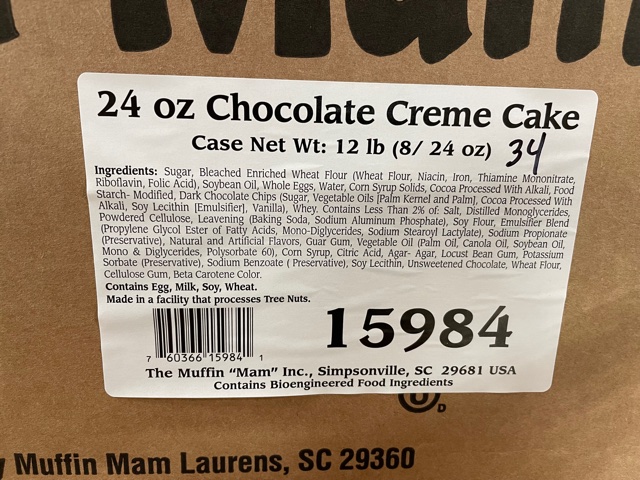 24 oz Chocolate Creme Cake
Case Net Wt: 12 lb (8/ 24 oz) 34
Ingredients: Sugar, Bleached Enriched Wheat Flour (Wheat Flour, Niacin, Iron, Thiamine Mononitrate,
Riboflavin, Folic Acid), Soybean Oil, Whole Eggs, Water, Corn Syrup Solids, Cocoa Processed With Alkali, Food
Starch- Modified, Dark Chocolate Chips (Sugar, Vegetable Oils [Palm Kernel and Palm], Cocoa Processed With
Alkali, Soy Lecithin [Emulsifier], Vanilla), Whey. Contains Less Than 2% of: Salt, Distilled Monoglycerides,
Powdered Cellulose, Leavening (Baking Soda, Sodium Aluminum Phosphate), Soy Flour, Emulsifier Blend
(Propylene Glycol Ester of Fatty Acids, Mono-Diglycerides, Sodium Stearoyl Lactylate), Sodium Propionate
(Preservative), Natural and Artificial Flavors, Guar Gum, Vegetable Oil (Palm Oil, Canola Oil, Soybean Oil,
Mono & Diglycerides, Polysorbate 60), Corn Syrup, Citric Acid, Agar- Agar, Locust Bean Gum, Potassium
Sorbate (Preservative), Sodium Benzoate ( Preservative), Soy Lecithin, Unsweetened Chocolate, Wheat Flour,
Cellulose Gum, Beta Carotene Color.
Contains Egg, Milk, Soy, Wheat.
Made in a facility that processes Tree Nuts.
15984
7 60366 15984 1
The Muffin “Mam” Inc., Simpsonville, SC 29681 USA
Contains Bioengineered Food Ingredients
U D
y Muffin Mam Laurens, SC 29360